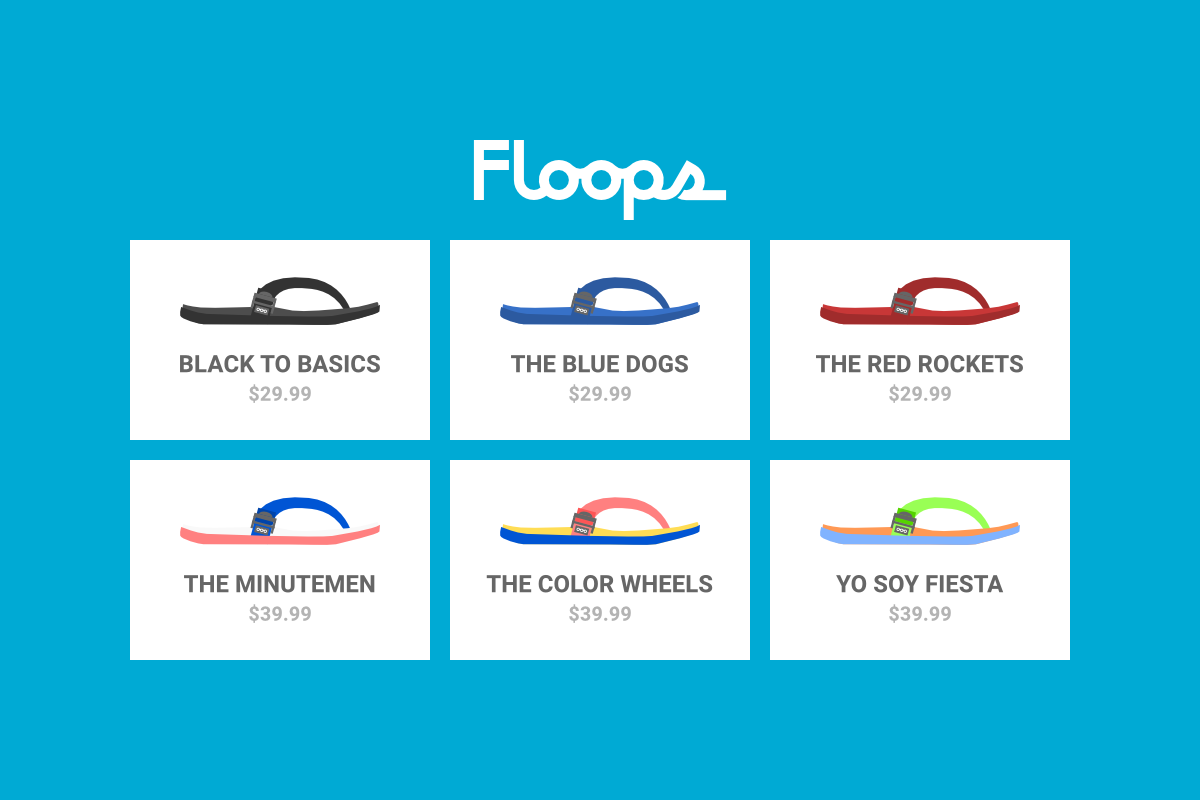 Floops
BLACK TO BASICS
$29.99
THE BLUE DOGS
$29.99
THE RED ROCKETS
$29.99
THE MINUTEMEN
$39.99
THE COLOR WHEELS
$39.99
YO SOY FIESTA
$39.99